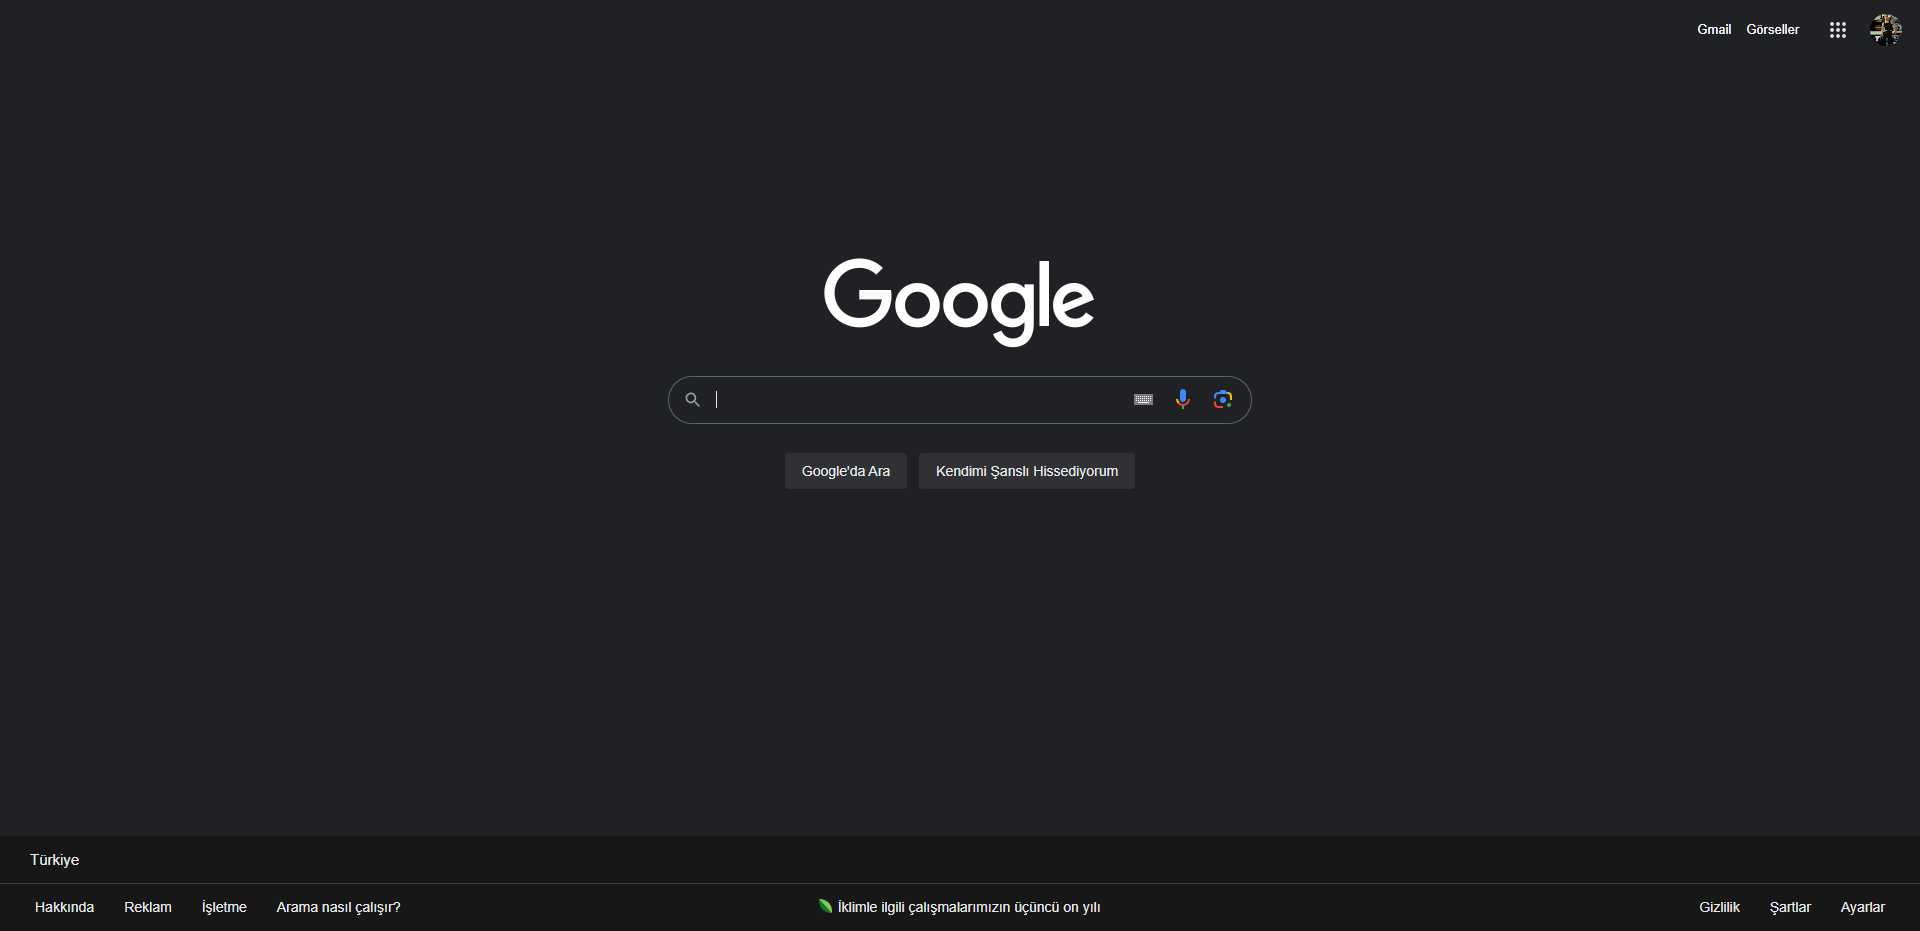 Gmail Görseller
Google
Google'da Ara Kendimi Şanslı Hissediyorum
Türkiye
Hakkında Reklam İşletme Arama nasıl çalışır? İklimle ilgili çalışmalarımızın üçüncü on yılı Gizlilik Şartlar Ayarlar